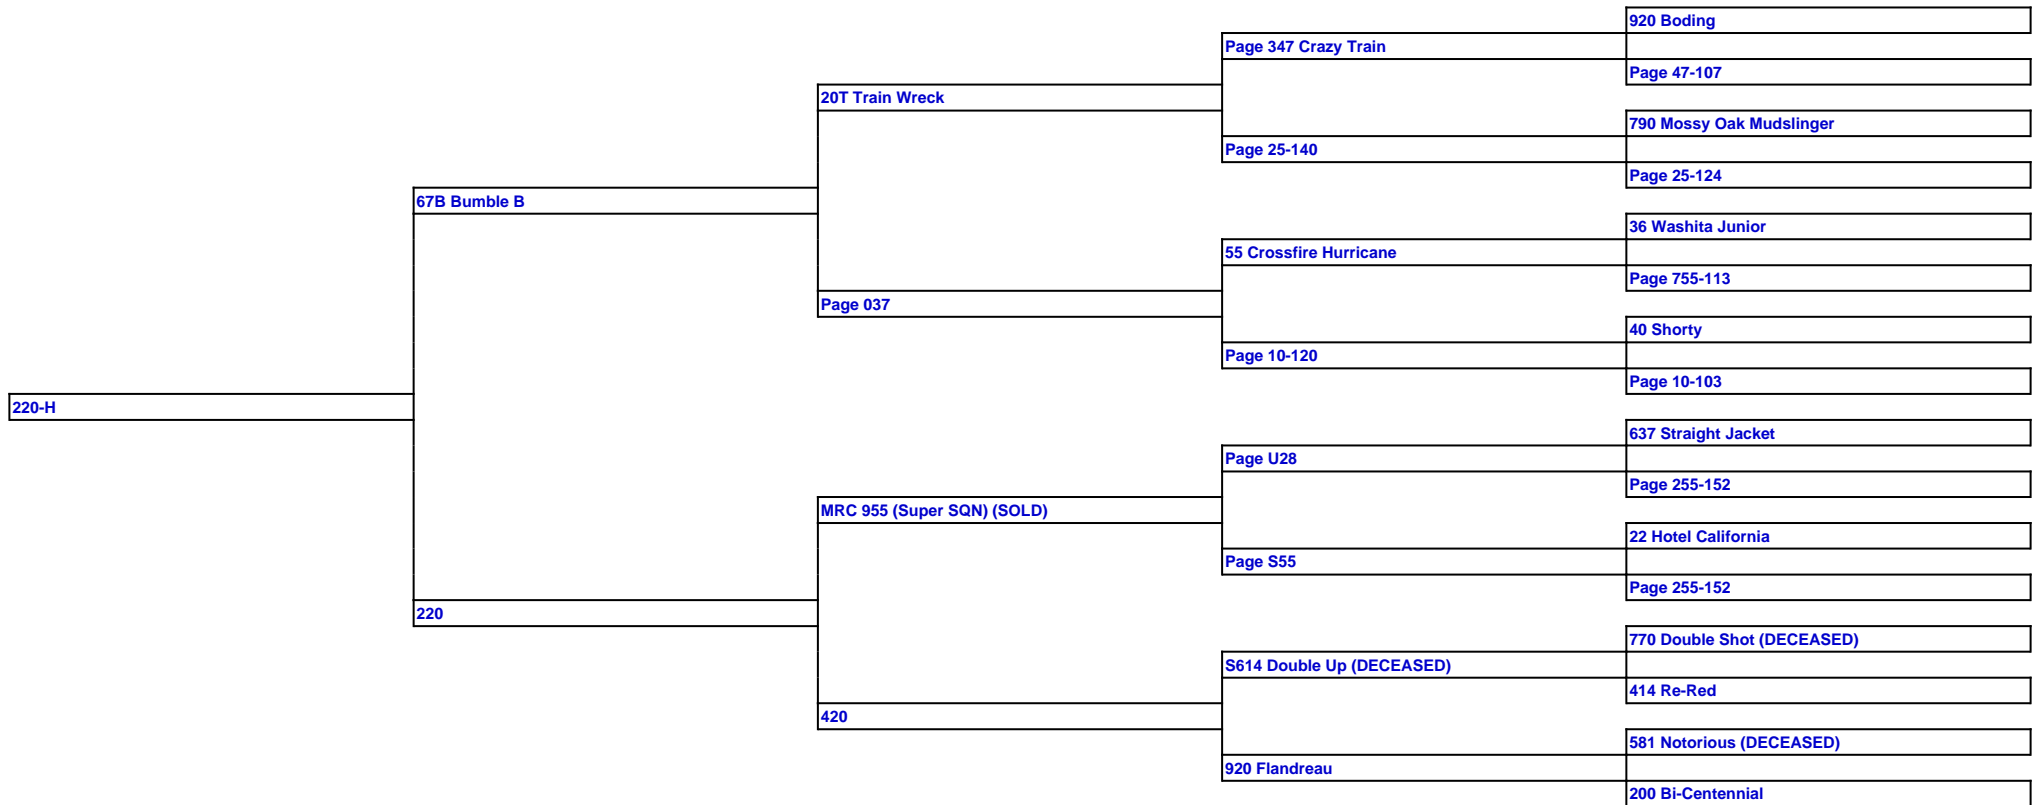 920 Boding
Page 347 Crazy Train
Page 47-107
20T Train Wreck
790 Mossy Oak Mudslinger
Page 25-140
Page 25-124
67B Bumble B
36 Washita Junior
55 Crossfire Hurricane
Page 755-113
Page 037
40 Shorty
Page 10-120
Page 10-103
220-H
637 Straight Jacket
Page U28
Page 255-152
MRC 955 (Super SQN) (SOLD)
22 Hotel California
Page S55
Page 255-152
220
770 Double Shot (DECEASED)
S614 Double Up (DECEASED)
414 Re-Red
420
581 Notorious (DECEASED)
920 Flandreau
200 Bi-Centennial